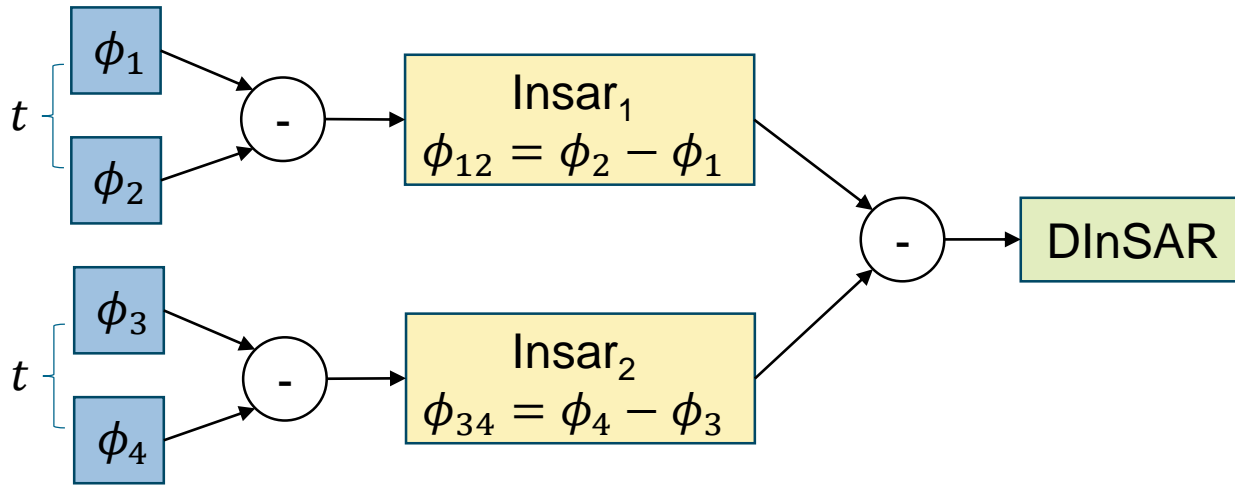 t
ϕ₁
ϕ₂
-
Insar₁
ϕ₁₂ = ϕ₂ − ϕ₁
-
DInSAR
t
ϕ₃
ϕ₄
-
Insar₂
ϕ₃₄ = ϕ₄ − ϕ₃